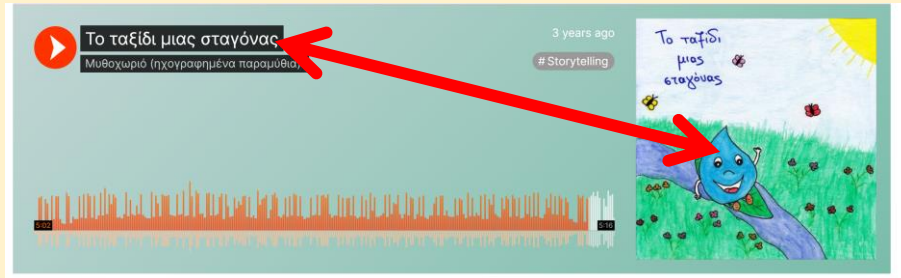 Το ταξίδι μιας σταγόνας
Μυθοχωριό (ηχογραφημένα παραμύθια)
3 years ago
# Storytelling
Το ταξίδι
μιας
σταγόνας
5:02
5:16